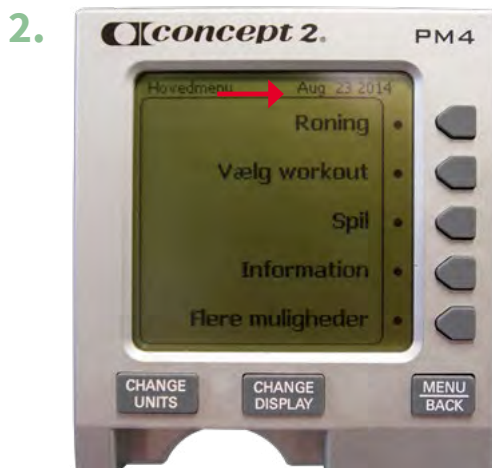 2.
concept 2. PM4
Hovedmenu Aug 23 2014
Roning
Vælg workout
Spil
Information
Flere muligheder
CHANGE UNITS
CHANGE DISPLAY
MENU BACK